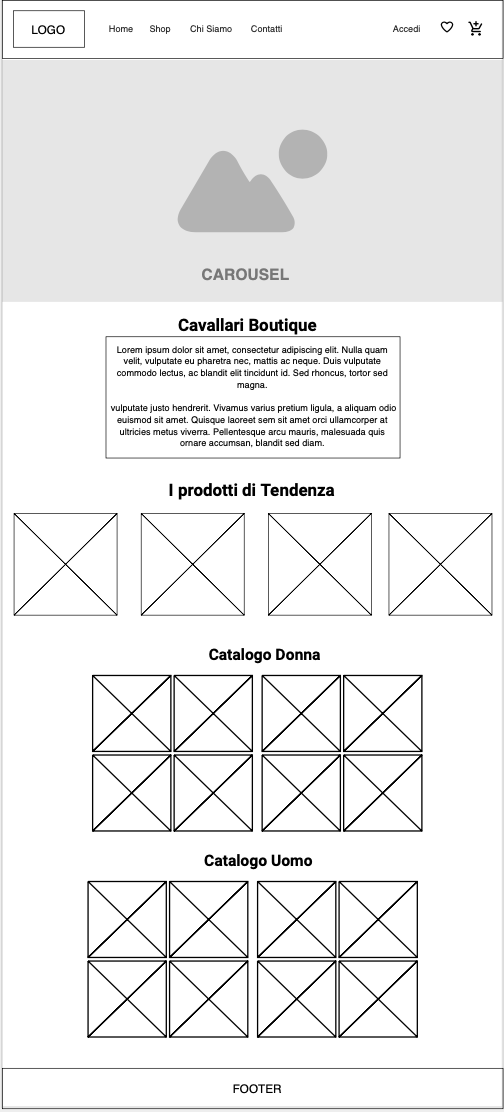 LOGO Home Shop Chi Siamo Contatti Accedi
CAROUSEL
Cavallari Boutique
Lorem ipsum dolor sit amet, consectetur adipiscing elit. Nulla quam
velit, vulputate eu pharetra nec, mattis ac neque. Duis vulputate
commodo lectus, ac blandit elit tincidunt id. Sed rhoncus, tortor sed
magna.
vulputate justo hendrerit. Vivamus varius pretium ligula, a aliquam odio
euismod sit amet. Quisque laoreet sem sit amet orci ullamcorper at
ultricies metus viverra. Pellentesque arcu mauris, malesuada quis
ornare accumsan, blandit sed diam.
I prodotti di Tendenza
Catalogo Donna
Catalogo Uomo
FOOTER